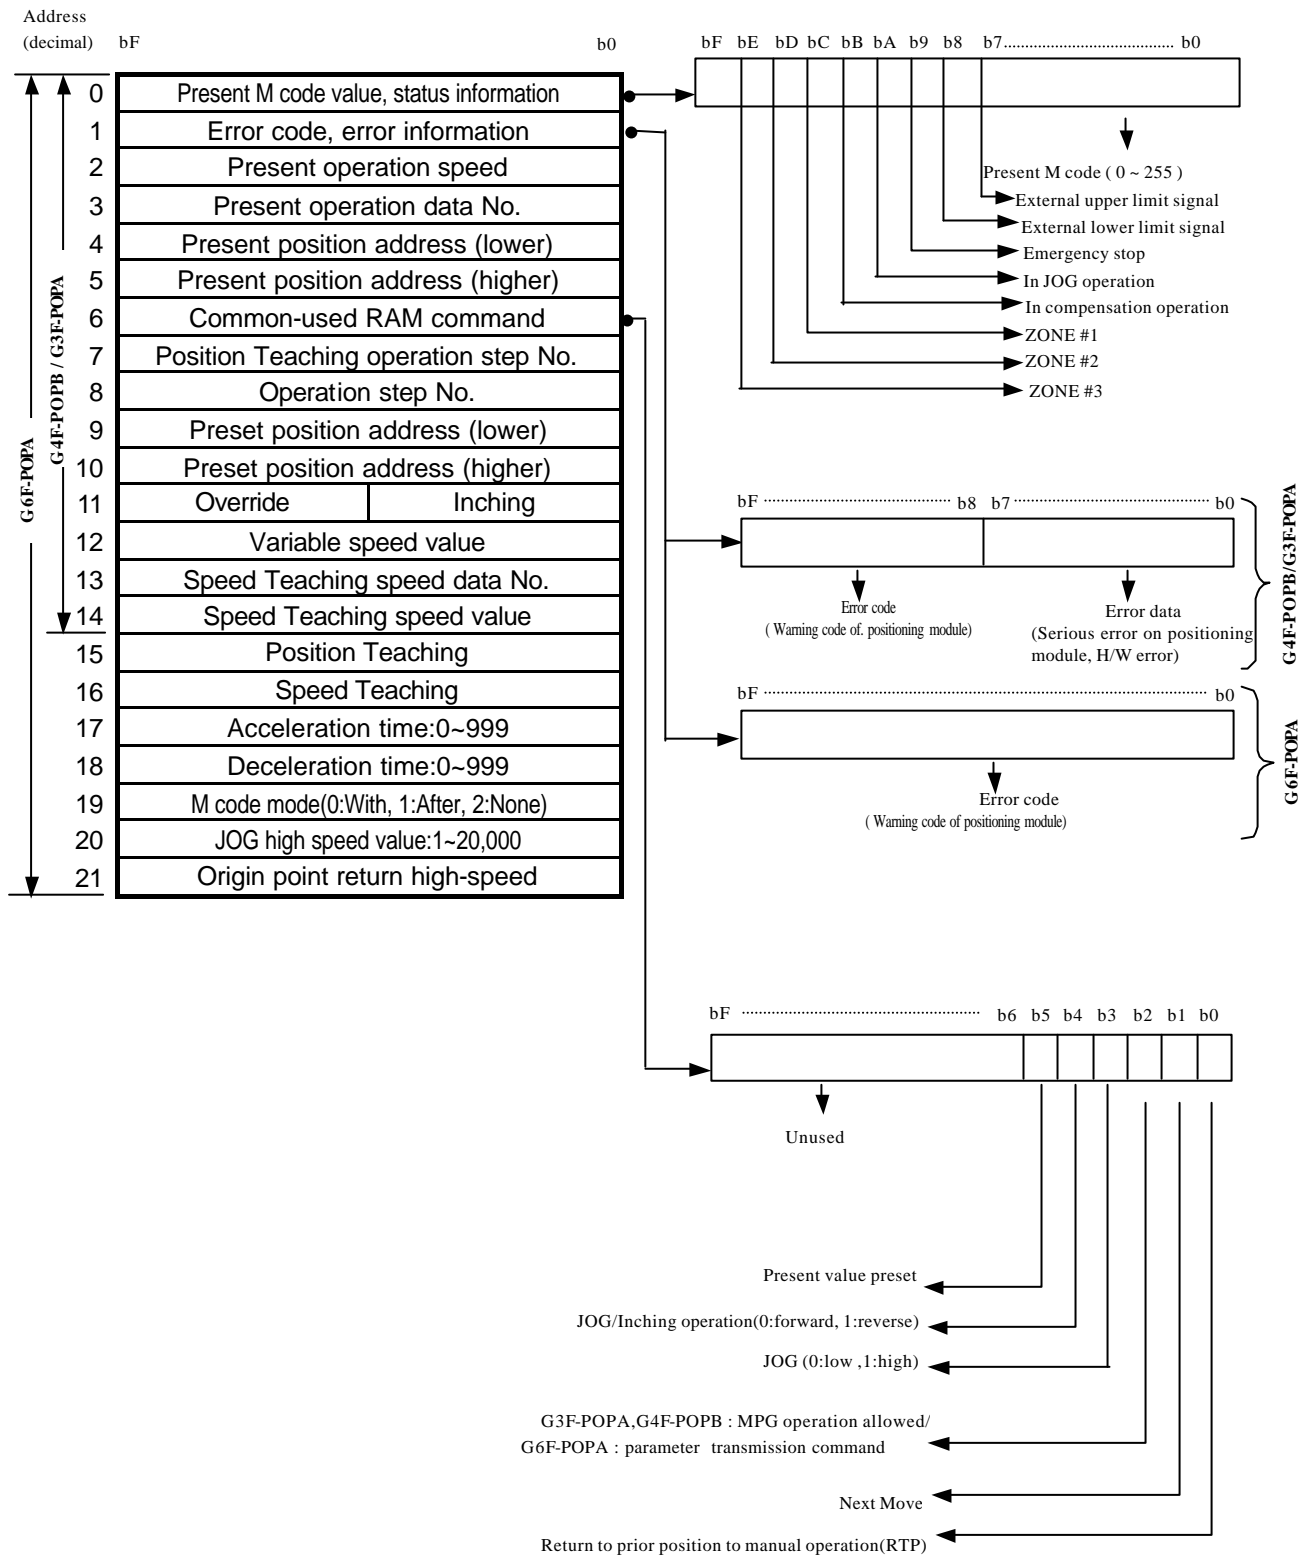 Address
(decimal) bF b0
0 Present M code value, status information
1 Error code, error information
2 Present operation speed
3 Present operation data No.
4 Present position address (lower)
5 Present position address (higher)
6 Common-used RAM command
7 Position Teaching operation step No.
8 Operation step No.
9 Preset position address (lower)
10 Preset position address (higher)
11 Override Inching
12 Variable speed value
13 Speed Teaching speed data No.
14 Speed Teaching speed value
15 Position Teaching
16 Speed Teaching
17 Acceleration time:0~999
18 Deceleration time:0~999
19 M code mode(0:With, 1:After, 2:None)
20 JOG high speed value:1~20,000
21 Origin point return high-speed
G6F-POPA
G4F-POPB / G3F-POPA
bF bE bD bC bB bA b9 b8 b7 b0
Present M code ( 0 ~ 255 )
External upper limit signal
External lower limit signal
Emergency stop
In JOG operation
In compensation operation
ZONE #1
ZONE #2
ZONE #3
bF b8 b7 b0
Error code
( Warning code of. positioning module)
Error data
(Serious error on positioning
module, H/W error)
G4F-POPB/G3F-POPA
bF b0
Error code
( Warning code of positioning module)
G6F-POPA
bF b6 b5 b4 b3 b2 b1 b0
Unused
Present value preset
JOG/Inching operation(0:forward, 1:reverse)
JOG (0:low ,1:high)
G3F-POPA,G4F-POPB : MPG operation allowed/
G6F-POPA : parameter transmission command
Next Move
Return to prior position to manual operation(RTP)